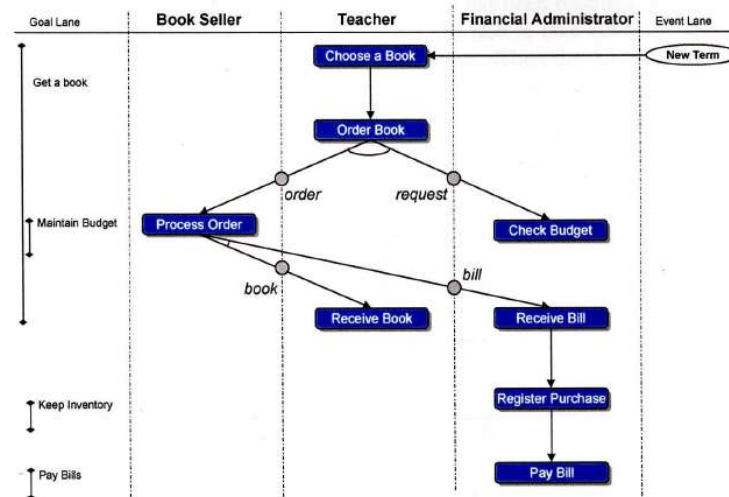 Goal Lane
Book Seller
Teacher
Financial Administrator
Event Lane
Choose a Book
New Term
Get a book
Order Book
order
request
Maintain Budget
Process Order
Check Budget
book
bill
Receive Book
Receive Bill
Keep Inventory
Register Purchase
Pay Bills
Pay Bill